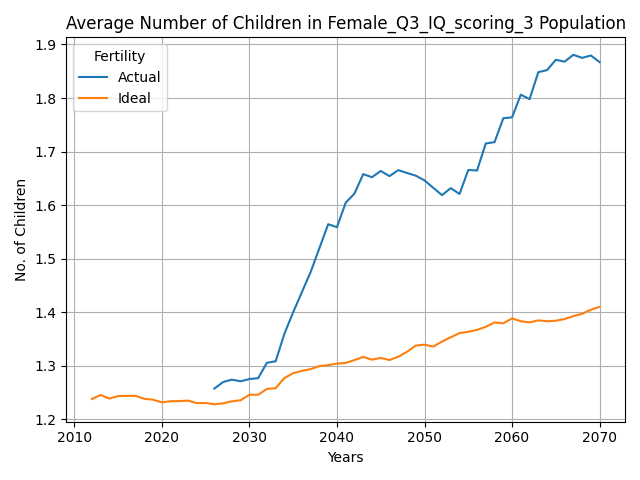 Average Number of Children in Female_Q3_IQ_scoring_3 Population
Fertility
Actual
Ideal
No. of Children
1.9
1.8
1.7
1.6
1.5
1.4
1.3
1.2
2010 2020 2030 2040 2050 2060 2070
Years